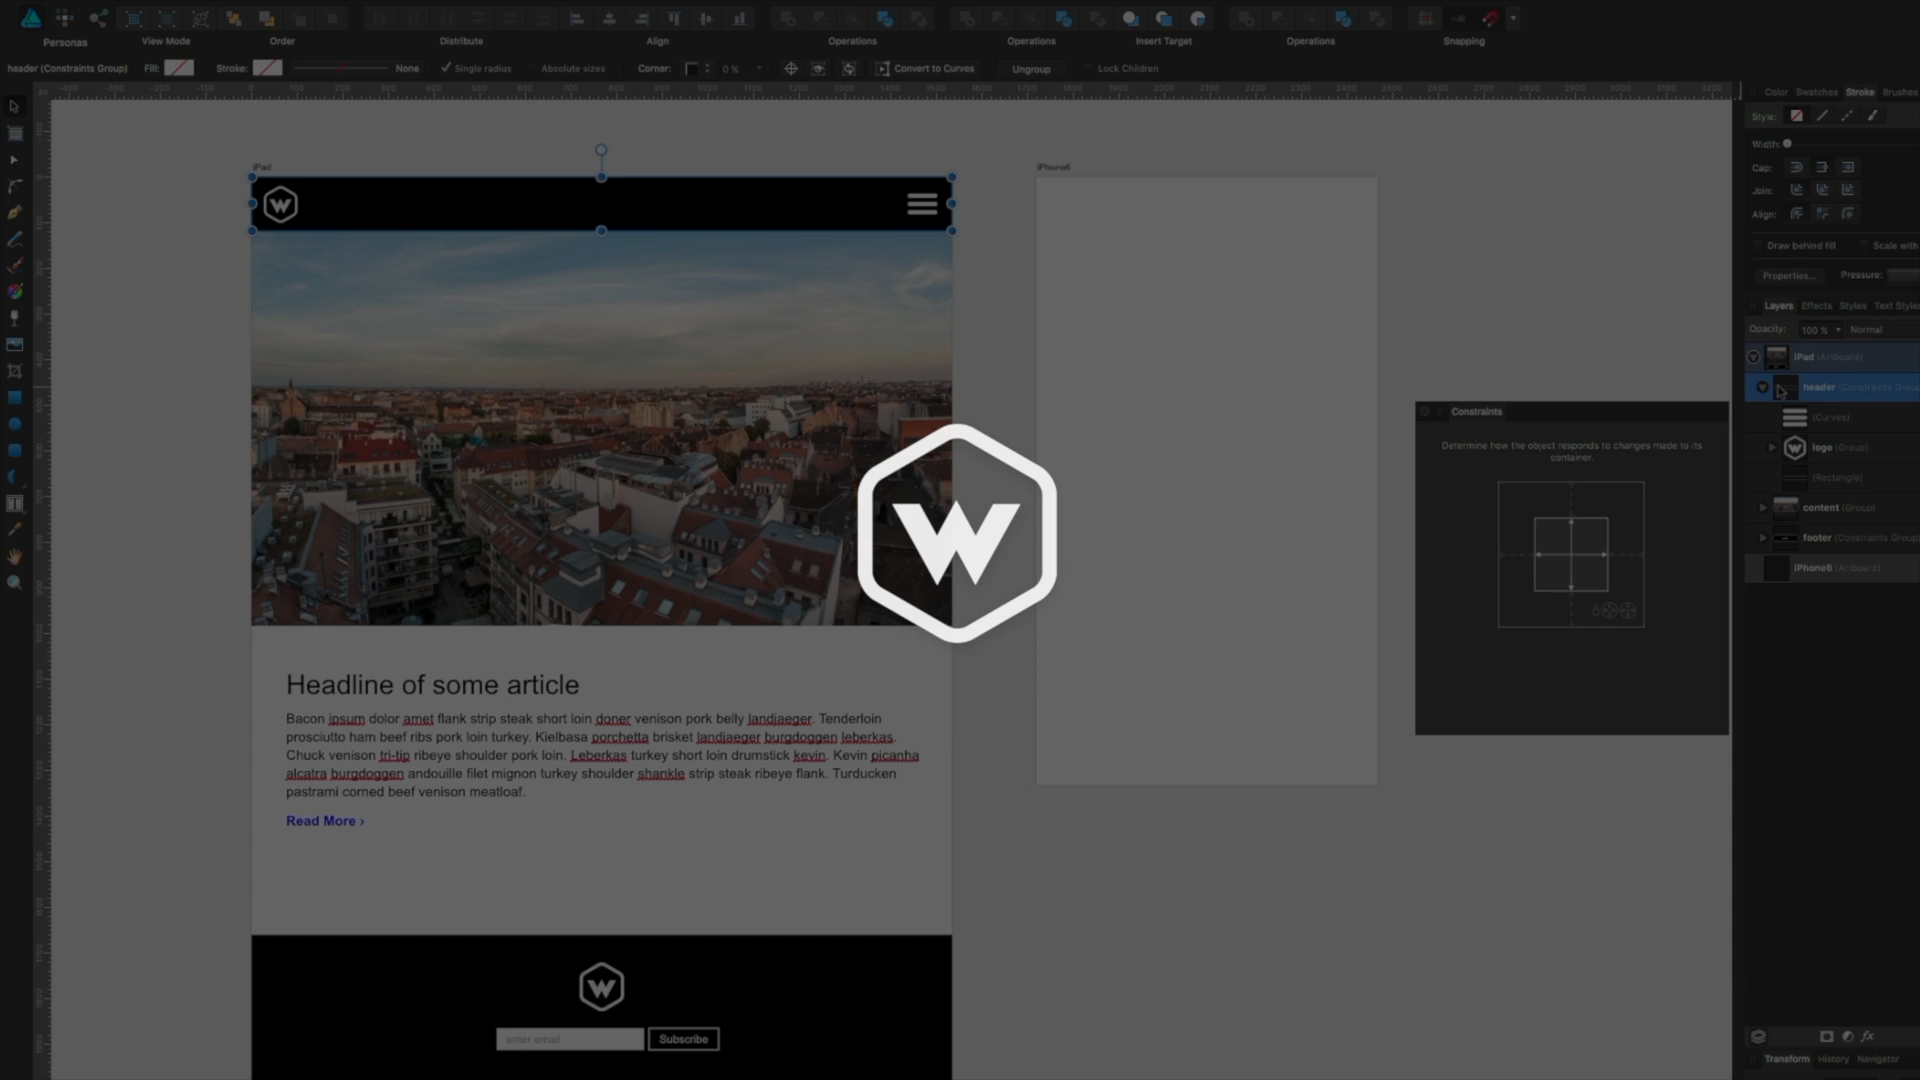 Personas
View Mode
Order
Distribute
Align
Operations
Operations
Insert Target
Operations
Snapping
header (Constraints Group)
Fill:
Stroke:
None
Single radius
Absolute sizes
Corner:
0 %
Convert to Curves
Ungroup
Lock Children
Color Swatches Stroke Brushes
Style:
Width:
Cap:
Join:
Align:
Draw behind fill
Scale with
Properties...
Pressure:
Layers Effects Styles Text Styles
Opacity: 100 % Normal
iPad (Artboard)
header (Constraints Group
(Curves)
logo (Group)
(Rectangle)
content (Group)
footer (Constraints Group)
iPhone6 (Artboard)
Transform History Navigator
iPad
iPhone6
W
W
Constraints
Determine how the object responds to changes made to its
container.
Headline of some article
Bacon ipsum dolor amet flank strip steak short loin doner venison pork belly landjaeger. Tenderloin
prosciutto ham beef ribs pork loin turkey. Kielbasa porchetta brisket landjaeger burgdoggen leberkas.
Chuck venison tri-tip ribeye shoulder pork loin. Leberkas turkey short loin drumstick kevin. Kevin picanha
alcatra burgdoggen andouille filet mignon turkey shoulder shankle strip steak ribeye flank. Turducken
pastrami corned beef venison meatloaf.
Read More ›
W
enter email
Subscribe